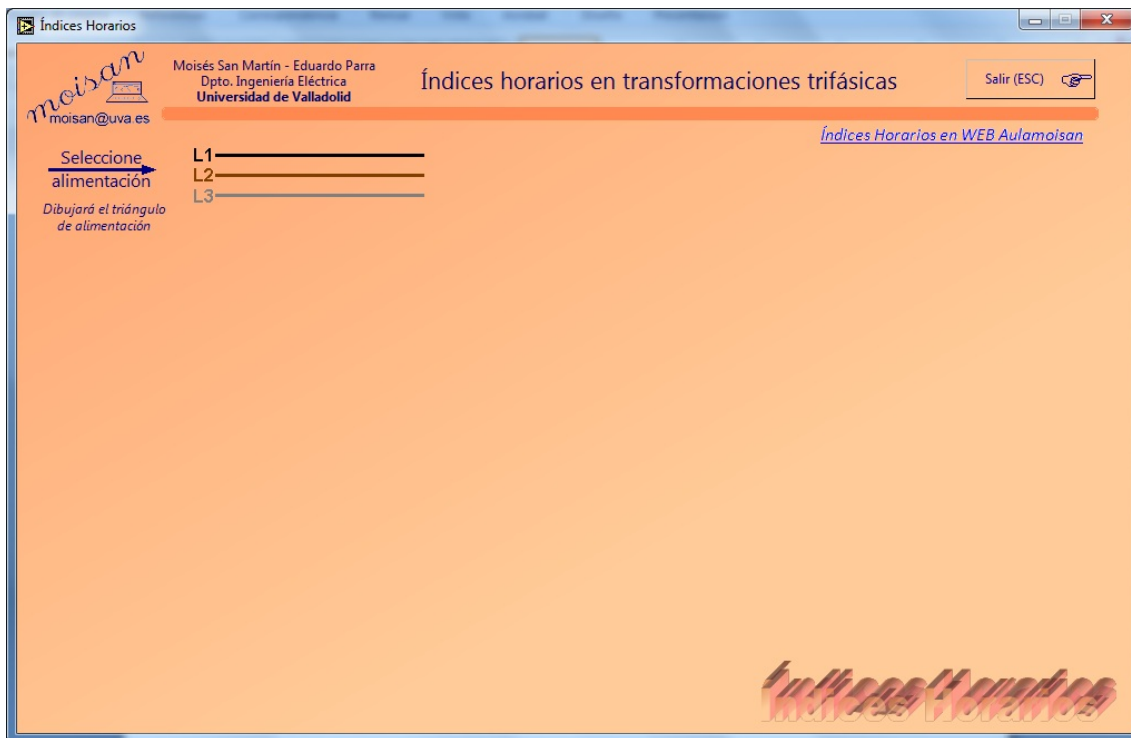 Índices Horarios
moisan
moisan@uva.es
Moisés San Martín - Eduardo Parra
Dpto. Ingeniería Eléctrica
Universidad de Valladolid
Índices horarios en transformaciones trifásicas
Salir (ESC)
Índices Horarios en WEB Aulamoisan
Seleccione
alimentación
Dibujará el triángulo
de alimentación
L1
L2
L3
Índices Horarios